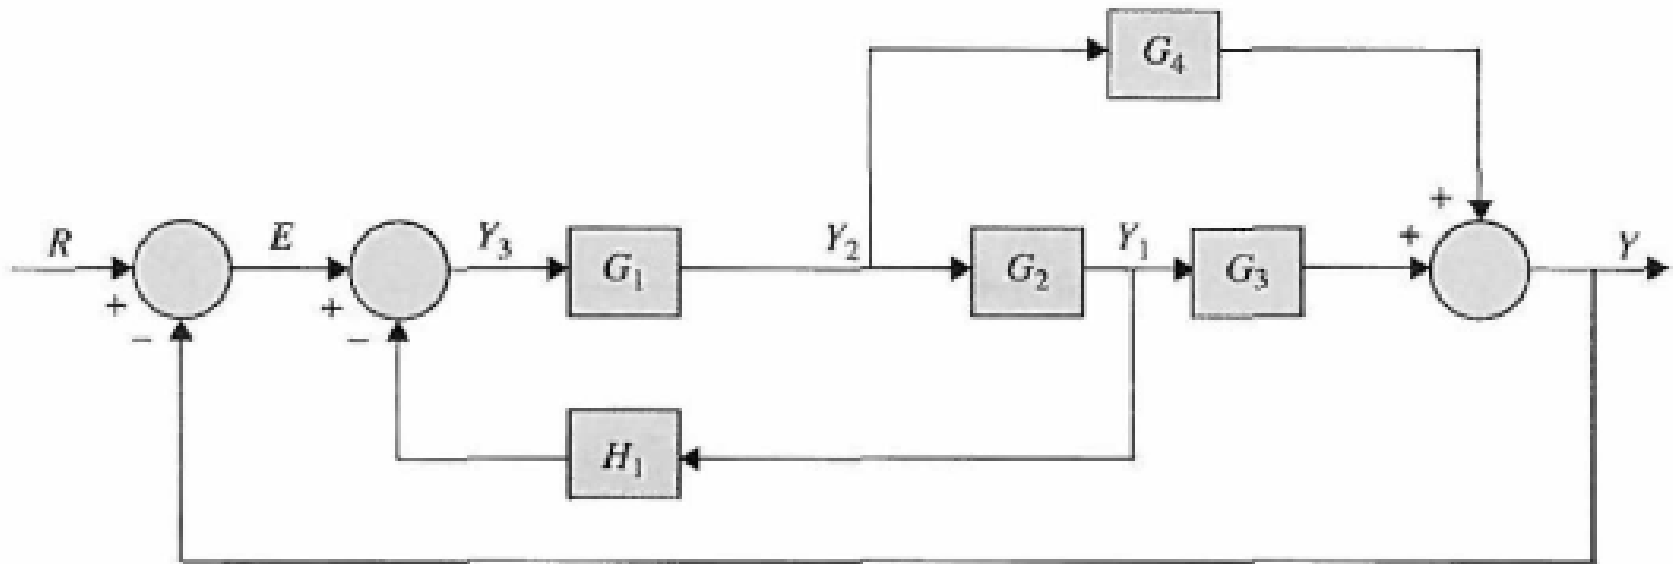 G4
R
E
Y3
G1
Y2
G2
Y1
G3
Y
+
+
+
+
−
−
H1